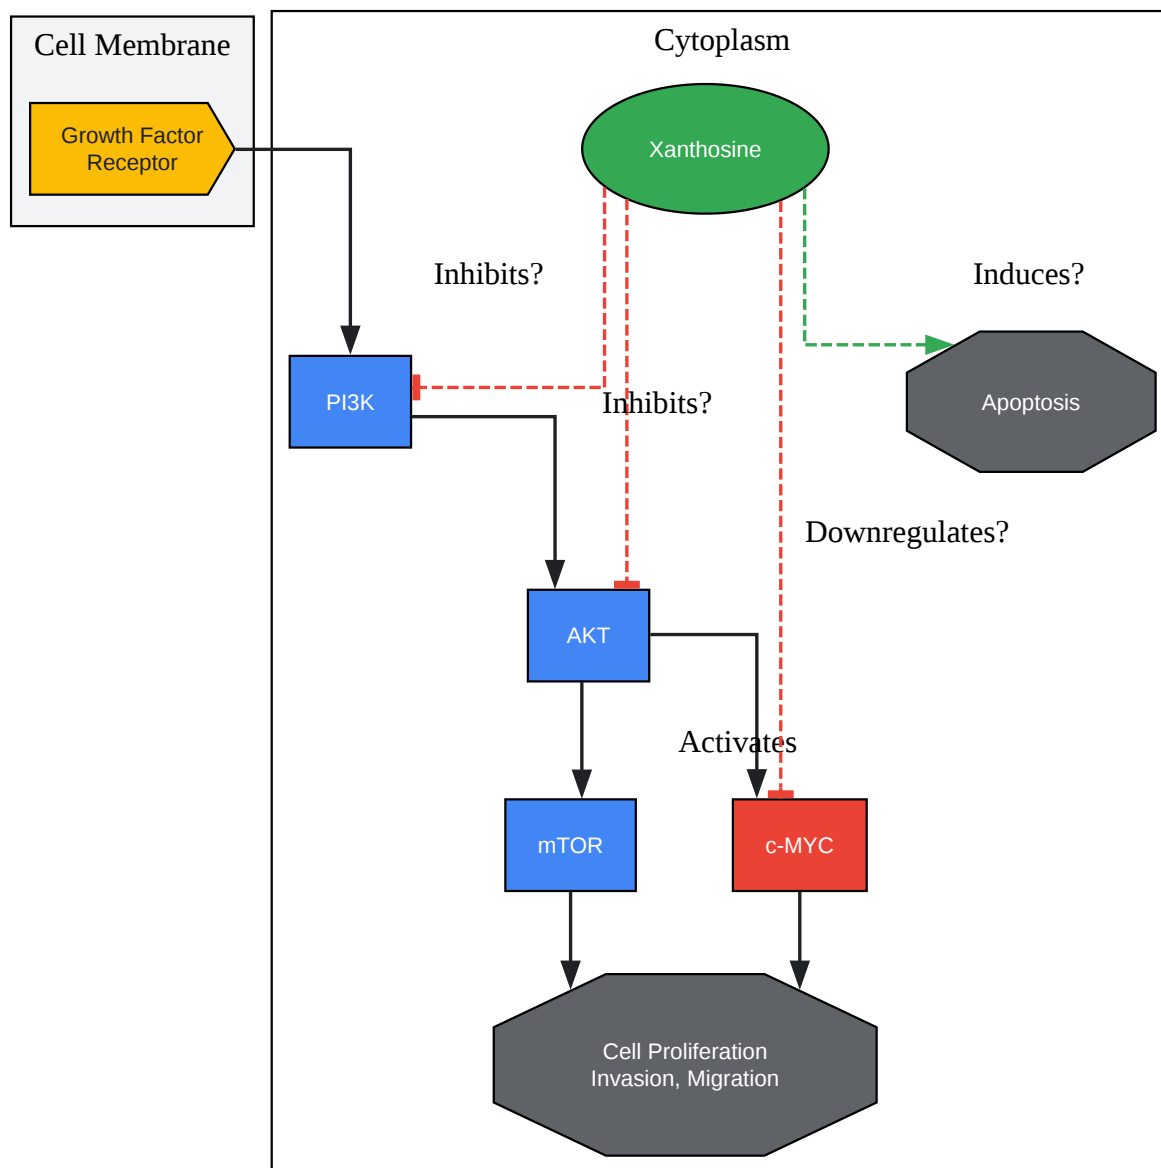 Cell Membrane
Cytoplasm
Growth Factor
Receptor
Xanthosine
Inhibits?
Induces?
PI3K
Inhibits?
Apoptosis
Downregulates?
AKT
Activates
mTOR
c-MYC
Cell Proliferation
Invasion, Migration